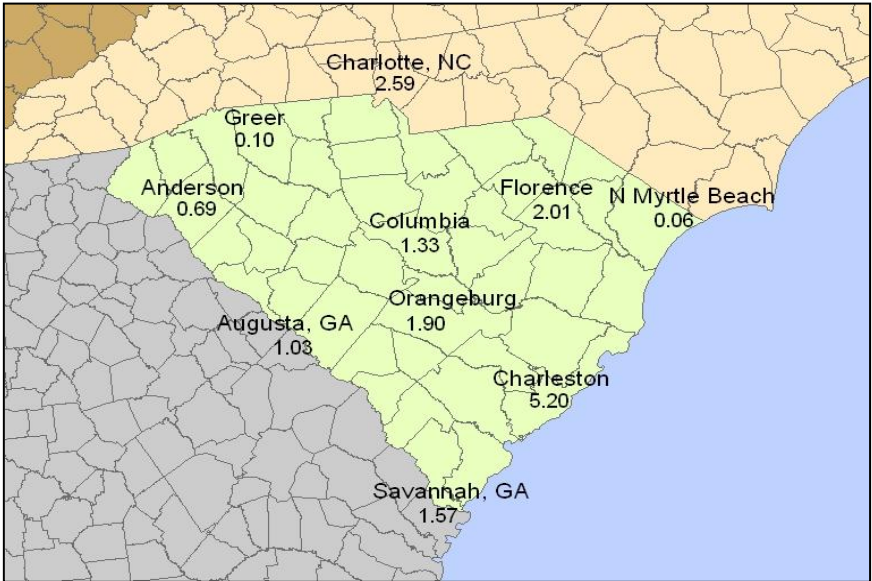 Charlotte, NC
2.59
Greer
0.10
Anderson
0.69
Florence
2.01
N Myrtle Beach
0.06
Columbia
1.33
Orangeburg
1.90
Augusta, GA
1.03
Charleston
5.20
Savannah, GA
1.57